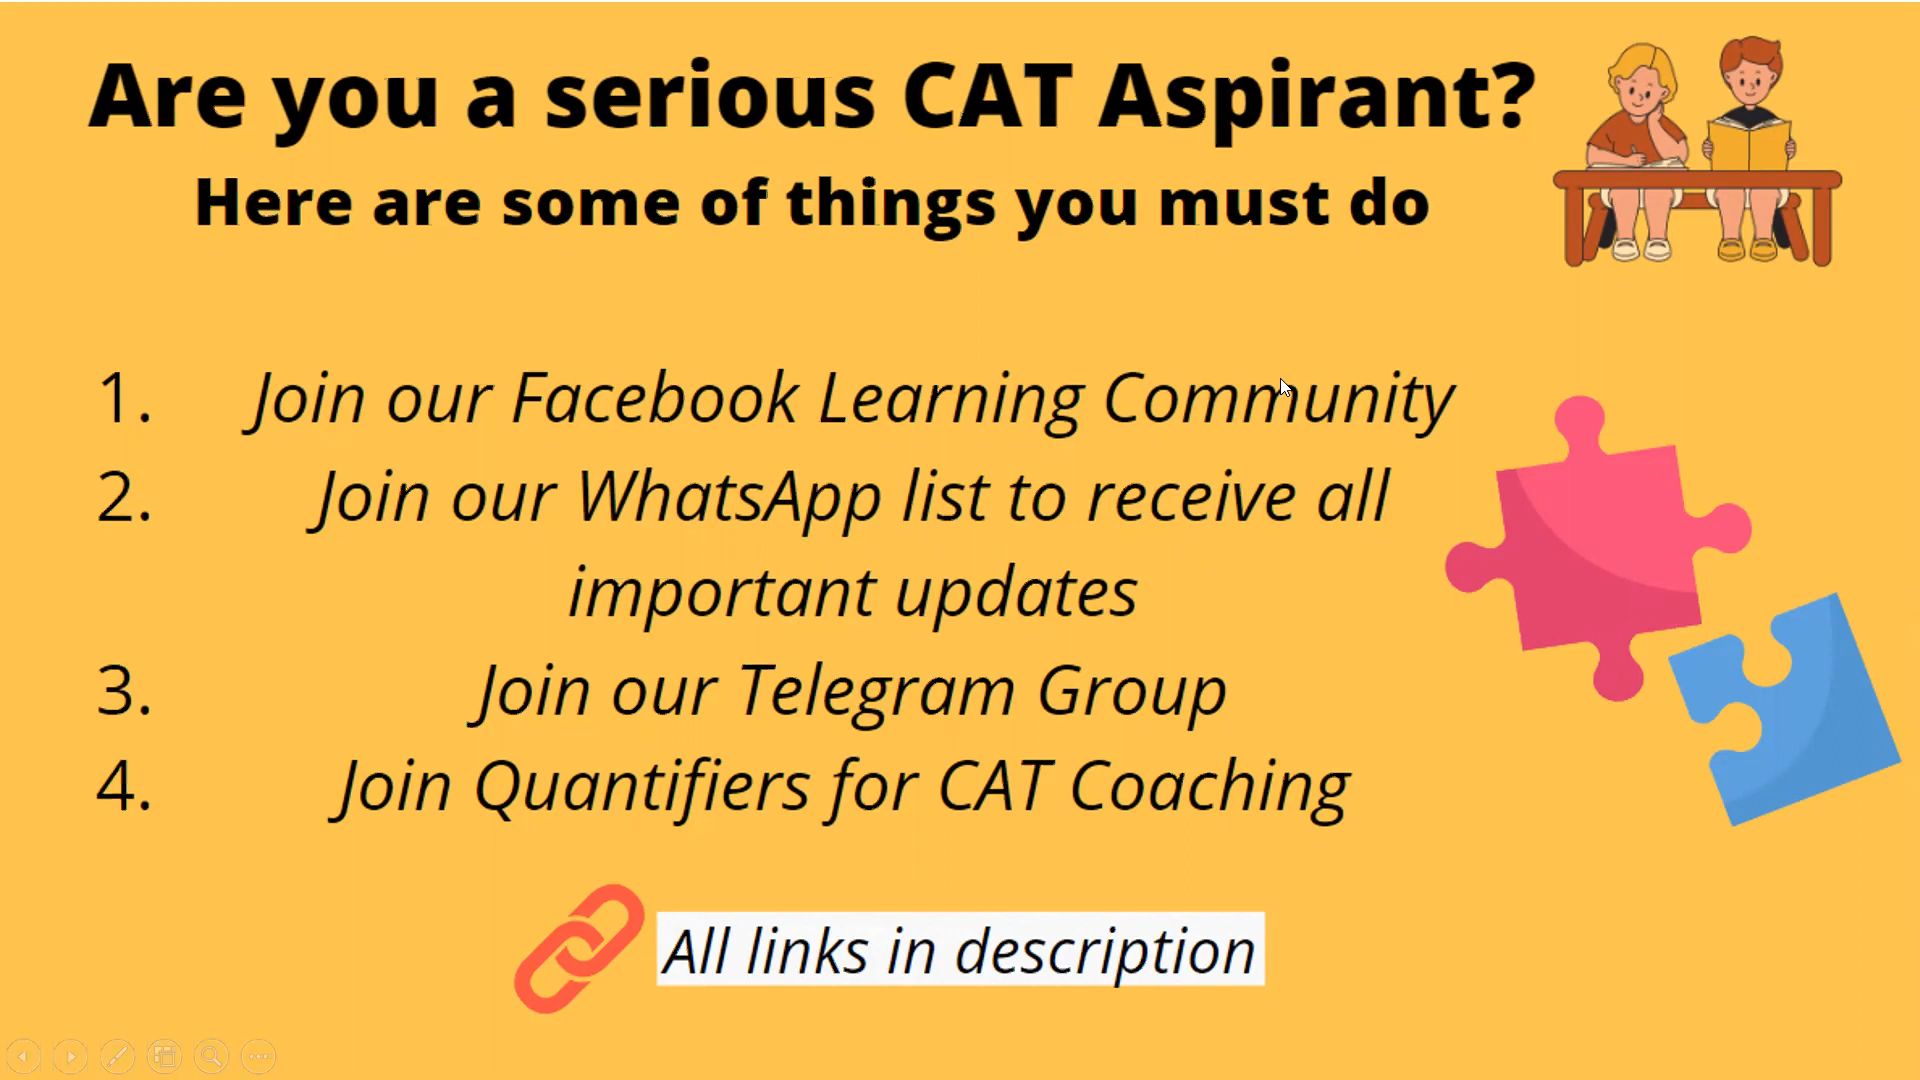 Are you a serious CAT Aspirant?
Here are some of things you must do
1. Join our Facebook Learning Community
2. Join our WhatsApp list to receive all
important updates
3. Join our Telegram Group
4. Join Quantifiers for CAT Coaching
All links in description